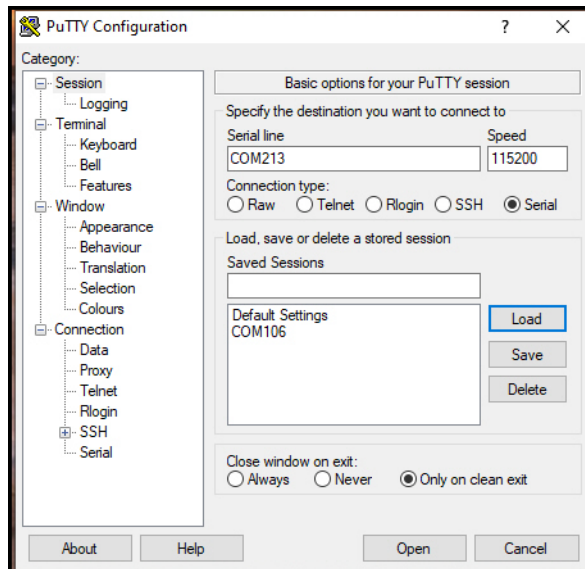 PuTTY Configuration
?
Category:
Session
Logging
Terminal
Keyboard
Bell
Features
Window
Appearance
Behaviour
Translation
Selection
Colours
Connection
Data
Proxy
Telnet
Rlogin
SSH
Serial
Basic options for your PuTTY session
Specify the destination you want to connect to
Serial line Speed
COM213 115200
Connection type:
Raw Telnet Rlogin SSH Serial
Load, save or delete a stored session
Saved Sessions
Default Settings
COM106
Load
Save
Delete
Close window on exit:
Always Never Only on clean exit
About Help Open Cancel